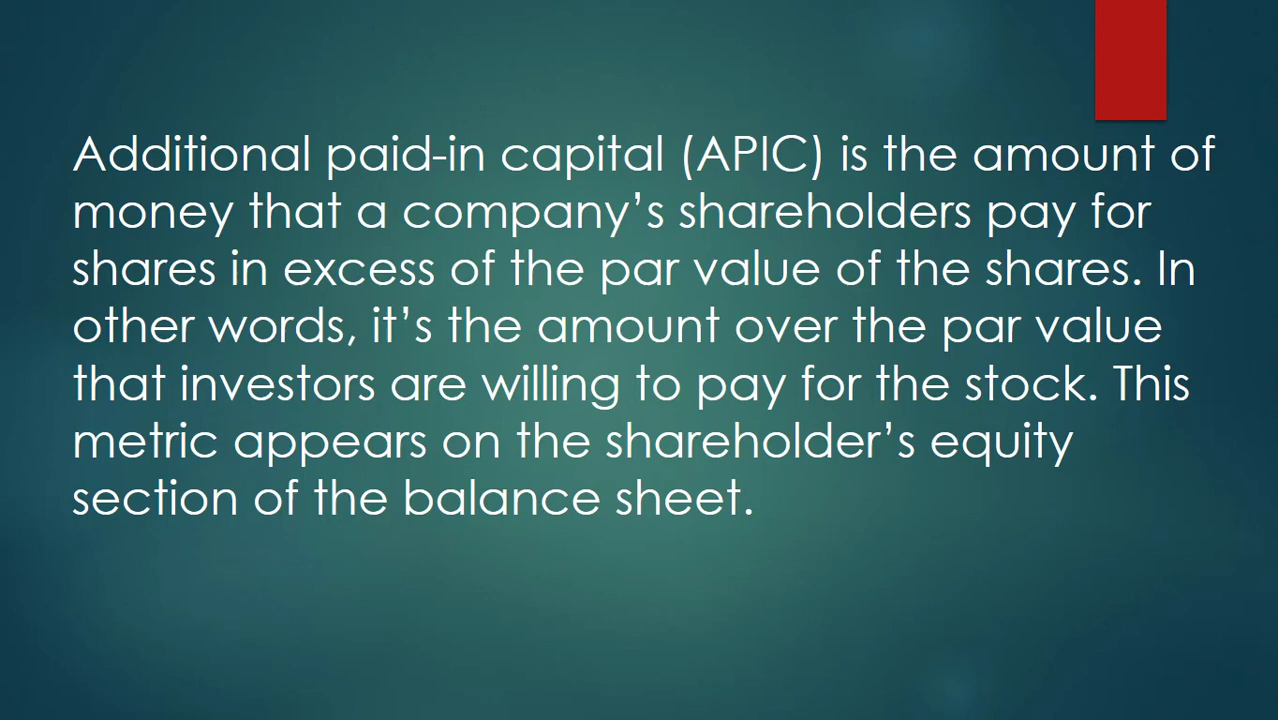 Additional paid-in capital (APIC) is the amount of
money that a company’s shareholders pay for
shares in excess of the par value of the shares. In
other words, it’s the amount over the par value
that investors are willing to pay for the stock. This
metric appears on the shareholder’s equity
section of the balance sheet.